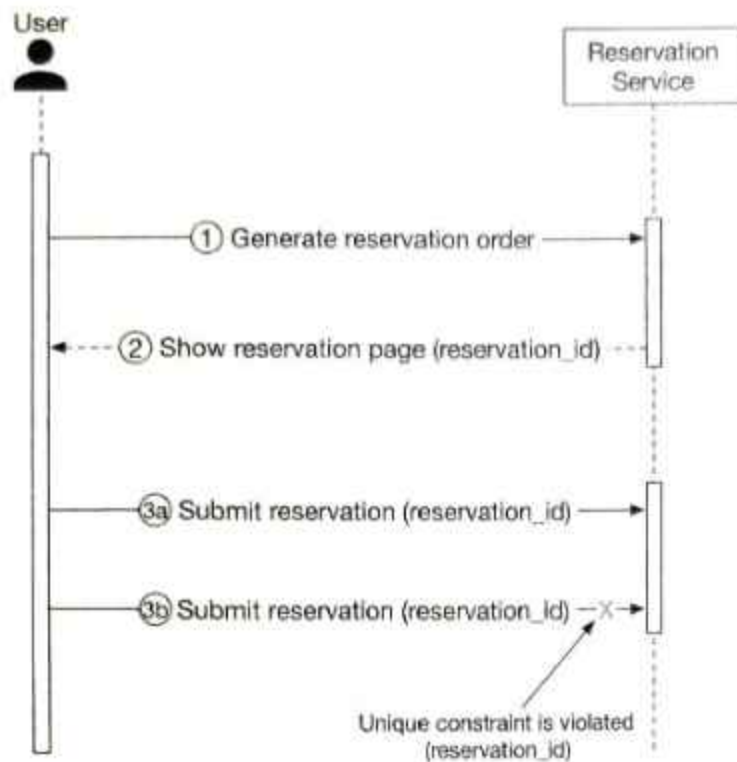 User
Reservation
Service
1 Generate reservation order
2 Show reservation page (reservation_id)
3a Submit reservation (reservation_id)
3b Submit reservation (reservation_id) X
Unique constraint is violated
(reservation_id)